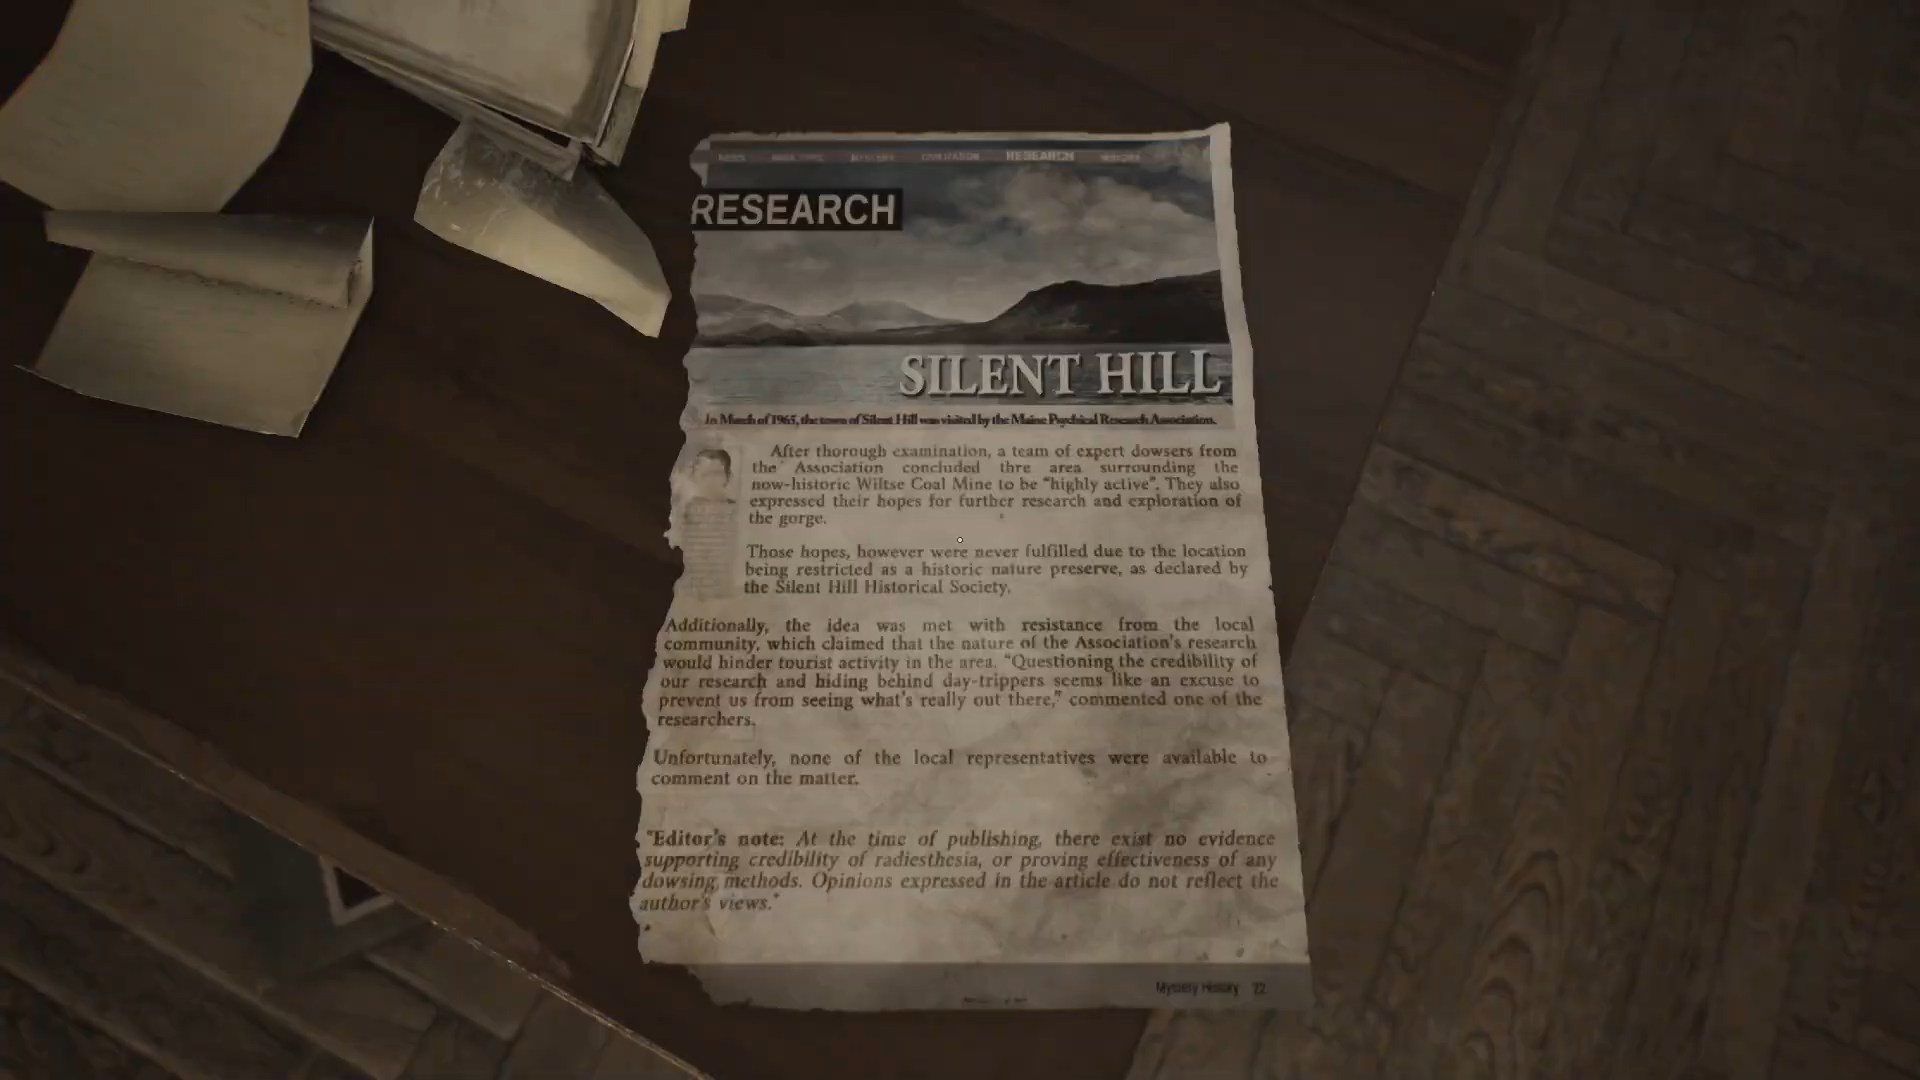 NEWS MYSTERY CIVILIZATION RESEARCH HISTORY
RESEARCH
SILENT HILL
In March of 1965, the town of Silent Hill was visited by the Maine Psychical Research Association.
After thorough examination, a team of expert dowsers from
the Association concluded thre area surrounding the
now-historic Wiltse Coal Mine to be "highly active". They also
expressed their hopes for further research and exploration of
the gorge.
Those hopes, however were never fulfilled due to the location
being restricted as a historic nature preserve, as declared by
the Silent Hill Historical Society.
Additionally, the idea was met with resistance from the local
community, which claimed that the nature of the Association's research
would hinder tourist activity in the area. "Questioning the credibility of
our research and hiding behind day-trippers seems like an excuse to
prevent us from seeing what's really out there," commented one of the
researchers.
Unfortunately, none of the local representatives were available to
comment on the matter.
"Editor's note: At the time of publishing, there exist no evidence
supporting credibility of radiesthesia, or proving effectiveness of any
dowsing methods. Opinions expressed in the article do not reflect the
author's views."
Mystery History 22